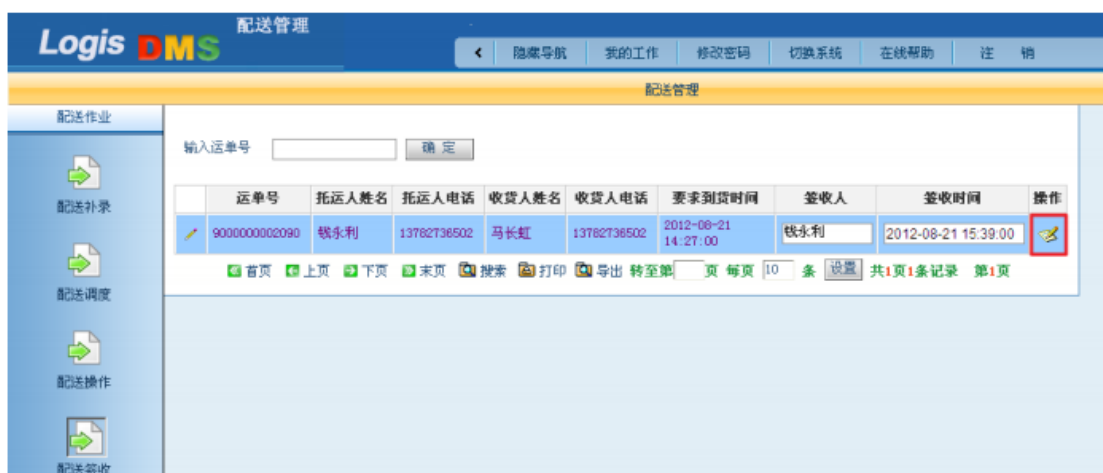 Logis DMS 配送管理
隐藏导航 我的工作 修改密码 切换系统 在线帮助 注 销
配送管理
配送作业
输入运单号 确 定
配送补录
运单号 托运人姓名 托运人电话 收货人姓名 收货人电话 要求到货时间 签收人 签收时间 操作
9000000002090 钱永利 13782736502 马长虹 13782736502 2012-08-21 14:27:00 钱永利 2012-08-21 15:39:00
首页 上页 下页 末页 搜索 打印 导出 转至第 页 每页 10 条 设置 共1页1条记录 第1页
配送调度
配送操作
配送签收